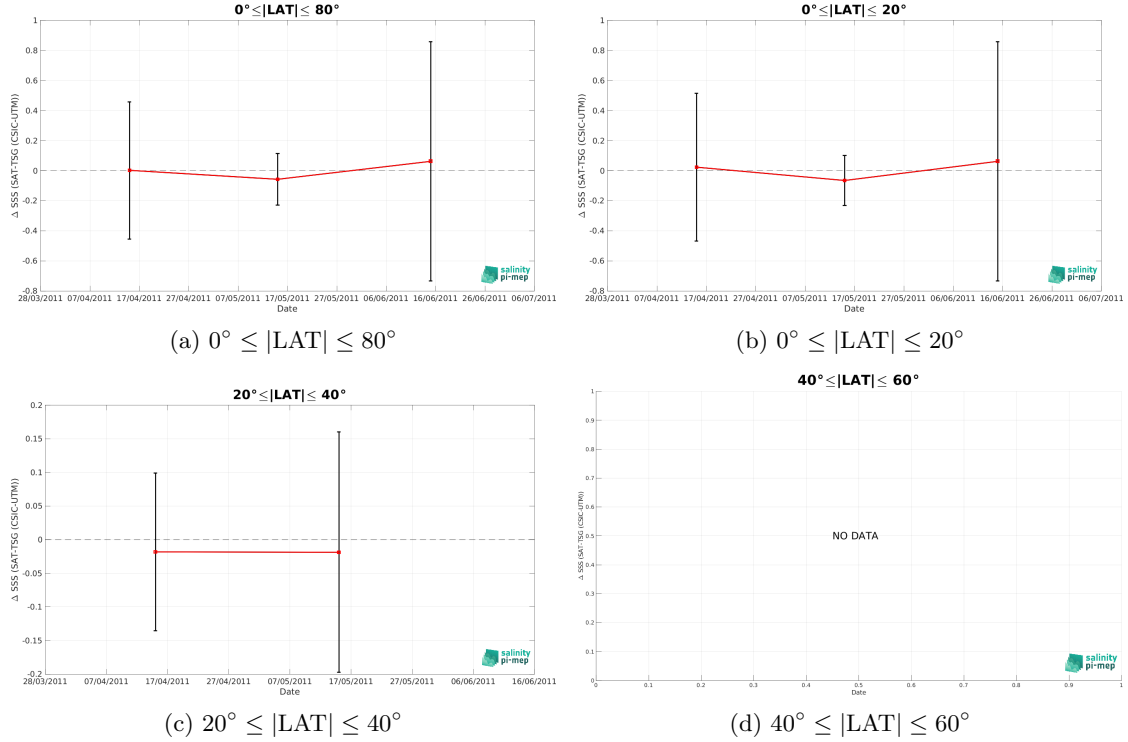 0°≤|LAT|≤ 80°
Δ SSS (SAT-TSG (CSIC-UTM))
1
0.8
0.6
0.4
0.2
0
-0.2
-0.4
-0.6
-0.8
28/03/2011 07/04/2011 17/04/2011 27/04/2011 07/05/2011 17/05/2011 27/05/2011 06/06/2011 16/06/2011 26/06/2011 06/07/2011
Date
salinity
pi-mep
(a) 0° ≤ |LAT| ≤ 80°
0°≤|LAT|≤ 20°
Δ SSS (SAT-TSG (CSIC-UTM))
1
0.8
0.6
0.4
0.2
0
-0.2
-0.4
-0.6
-0.8
28/03/2011 07/04/2011 17/04/2011 27/04/2011 07/05/2011 17/05/2011 27/05/2011 06/06/2011 16/06/2011 26/06/2011 06/07/2011
Date
salinity
pi-mep
(b) 0° ≤ |LAT| ≤ 20°
20°≤|LAT|≤ 40°
Δ SSS (SAT-TSG (CSIC-UTM))
0.2
0.15
0.1
0.05
0
-0.05
-0.1
-0.15
-0.2
28/03/2011 07/04/2011 17/04/2011 27/04/2011 07/05/2011 17/05/2011 27/05/2011 06/06/2011 16/06/2011
Date
salinity
pi-mep
(c) 20° ≤ |LAT| ≤ 40°
40°≤|LAT|≤ 60°
Δ SSS (SAT-TSG (CSIC-UTM))
1
0.9
0.8
0.7
0.6
0.5
0.4
0.3
0.2
0.1
0
NO DATA
0 0.1 0.2 0.3 0.4 0.5 0.6 0.7 0.8 0.9 1
Date
salinity
pi-mep
(d) 40° ≤ |LAT| ≤ 60°